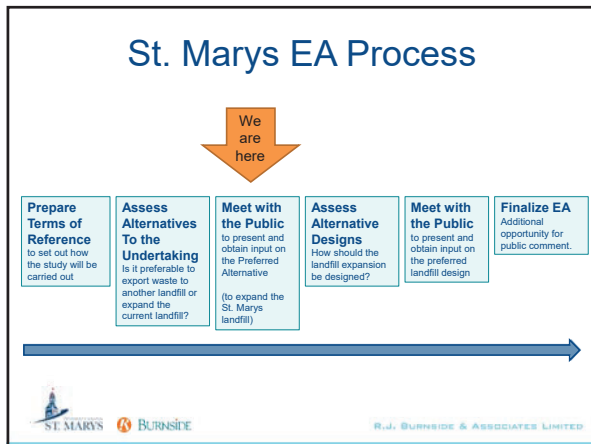 St. Marys EA Process
We
are
here
Prepare
Terms of
Reference
to set out how
the study will be
carried out
Assess
Alternatives
To the
Undertaking
Is it preferable to
export waste to
another landfill or
expand the
current landfill?
Meet with
the Public
to present and
obtain input on
the Preferred
Alternative
(to expand the
St. Marys
landfill)
Assess
Alternative
Designs
How should the
landfill expansion
be designed?
Meet with
the Public
to present and
obtain input on
the preferred
landfill design
Finalize EA
Additional
opportunity for
public comment.
ST. MARYS
BURNSIDE
R.J. BURNSIDE & ASSOCIATES LIMITED